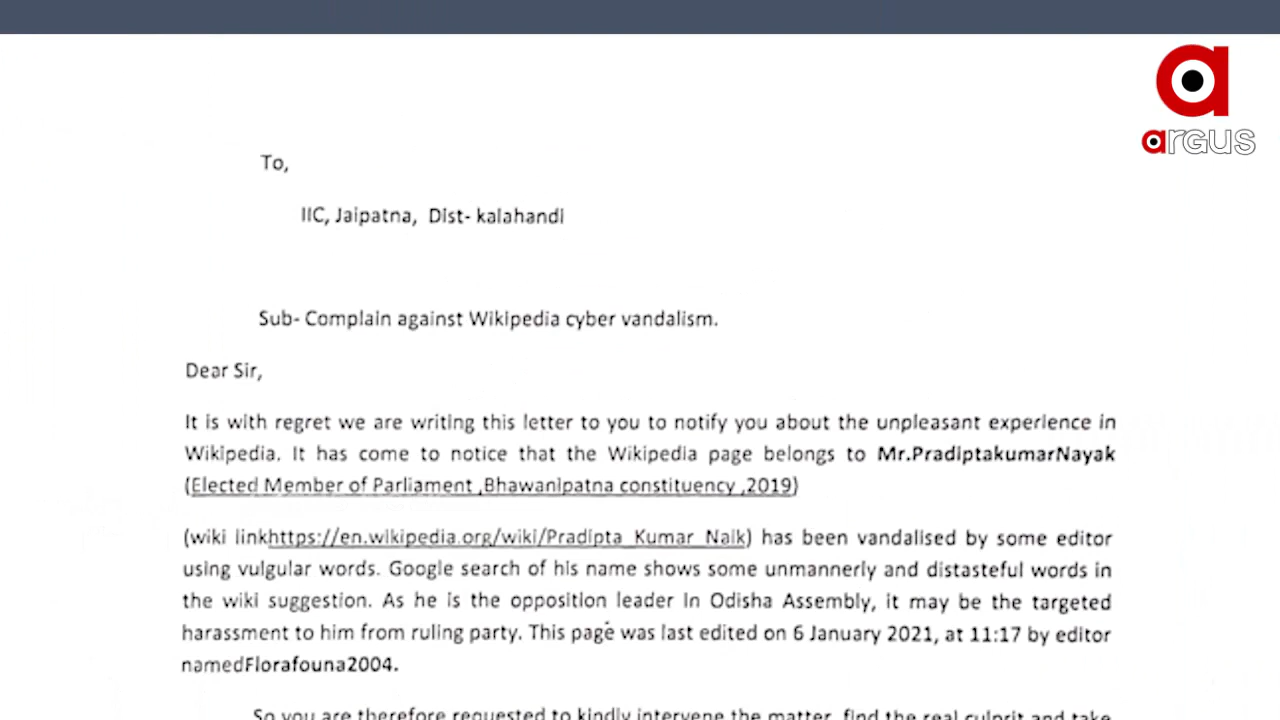 argus
To,
IIC, Jaipatna, Dist- kalahandi
Sub- Complain against Wikipedia cyber vandalism.
Dear Sir,
It is with regret we are writing this letter to you to notify you about the unpleasant experience in
Wikipedia. It has come to notice that the Wikipedia page belongs to Mr.PradiptakumarNayak
(Elected Member of Parliament ,Bhawanipatna constituency ,2019)
(wiki linkhttps://en.wikipedia.org/wiki/Pradipta_Kumar_Naik) has been vandalised by some editor
using vulgular words. Google search of his name shows some unmannerly and distasteful words in
the wiki suggestion. As he is the opposition leader in Odisha Assembly, it may be the targeted
harassment to him from ruling party. This page was last edited on 6 January 2021, at 11:17 by editor
namedFlorafouna2004.
So you are therefore requested to kindly intervene the matter, find the real culprit and take